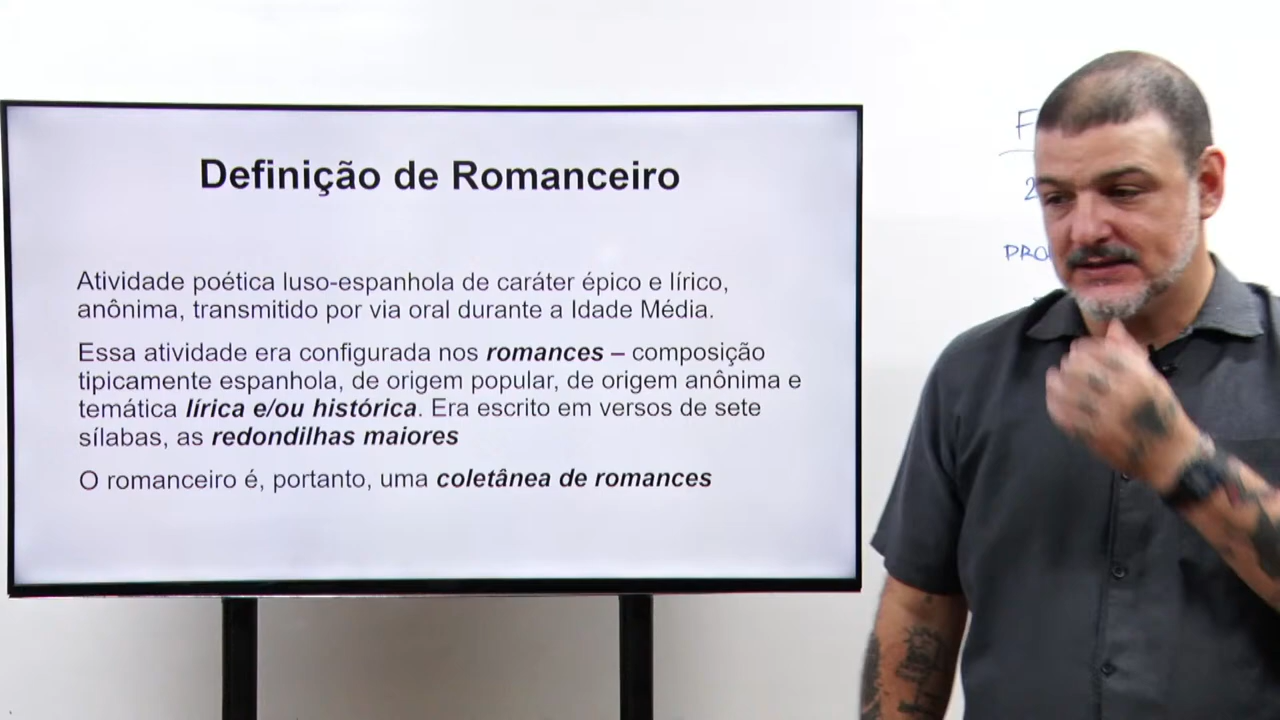 Definição de Romanceiro
Atividade poética luso-espanhola de caráter épico e lírico,
anônima, transmitido por via oral durante a Idade Média.
Essa atividade era configurada nos romances – composição
tipicamente espanhola, de origem popular, de origem anônima e
temática lírica e/ou histórica. Era escrito em versos de sete
sílabas, as redondilhas maiores
O romanceiro é, portanto, uma coletânea de romances